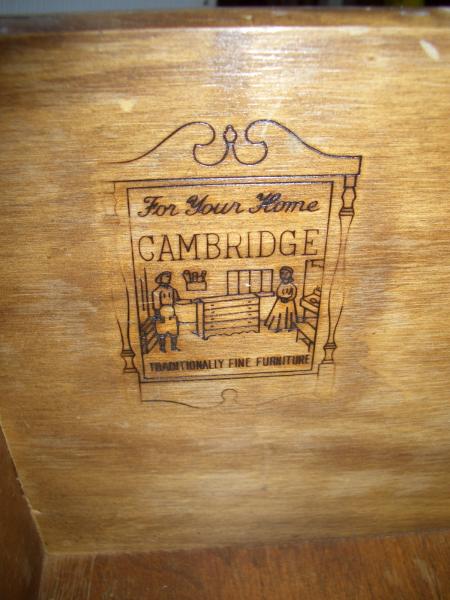 For Your Home
CAMBRIDGE
TRADITIONALLY FINE FURNITURE